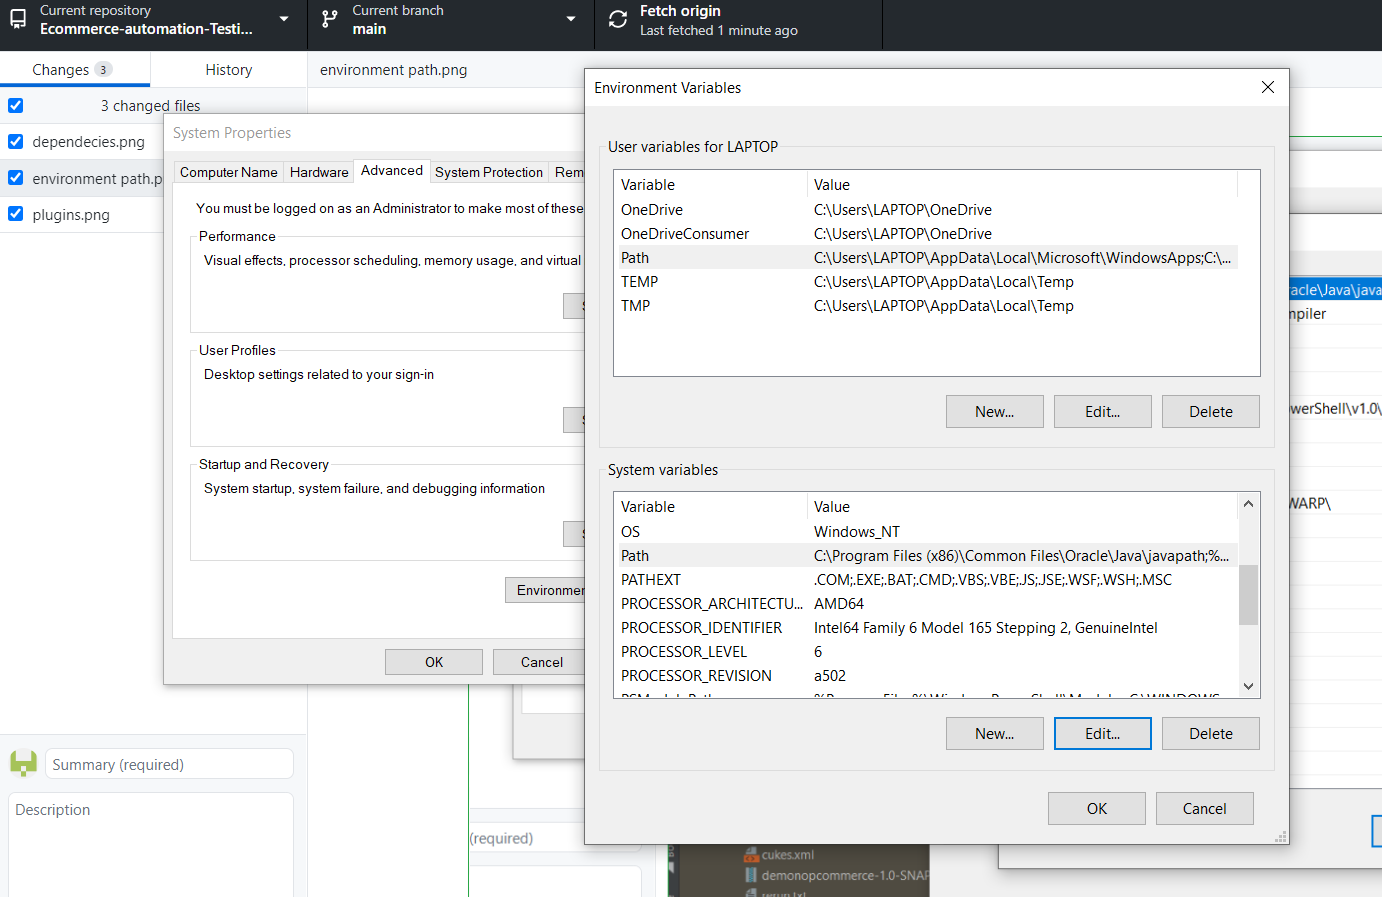 Current repository
Ecommerce-automation-Testi...
Current branch
main
Fetch origin
Last fetched 1 minute ago
Changes 3
History
environment path.png
3 changed files
dependecies.png
environment path.p
plugins.png
Summary (required)
Description
System Properties
Computer Name
Hardware
Advanced
System Protection
Rem
You must be logged on as an Administrator to make most of these
Performance
Visual effects, processor scheduling, memory usage, and virtual
User Profiles
Desktop settings related to your sign-in
Startup and Recovery
System startup, system failure, and debugging information
Environmen
OK
Cancel
Environment Variables
User variables for LAPTOP
Variable Value
OneDrive C:\Users\LAPTOP\OneDrive
OneDriveConsumer C:\Users\LAPTOP\OneDrive
Path C:\Users\LAPTOP\AppData\Local\Microsoft\WindowsApps;C:\...
TEMP C:\Users\LAPTOP\AppData\Local\Temp
TMP C:\Users\LAPTOP\AppData\Local\Temp
New... Edit... Delete
System variables
Variable Value
OS Windows_NT
Path C:\Program Files (x86)\Common Files\Oracle\Java\javapath;%...
PATHEXT .COM;.EXE;.BAT;.CMD;.VBS;.VBE;.JS;.JSE;.WSF;.WSH;.MSC
PROCESSOR_ARCHITECTU... AMD64
PROCESSOR_IDENTIFIER Intel64 Family 6 Model 165 Stepping 2, GenuineIntel
PROCESSOR_LEVEL 6
PROCESSOR_REVISION a502
New... Edit... Delete
OK Cancel
racle\Java\java
mpiler
owerShell\v1.0\
WARP\
(required)
cukes.xml
demonopcommerce-1.0-SNAP